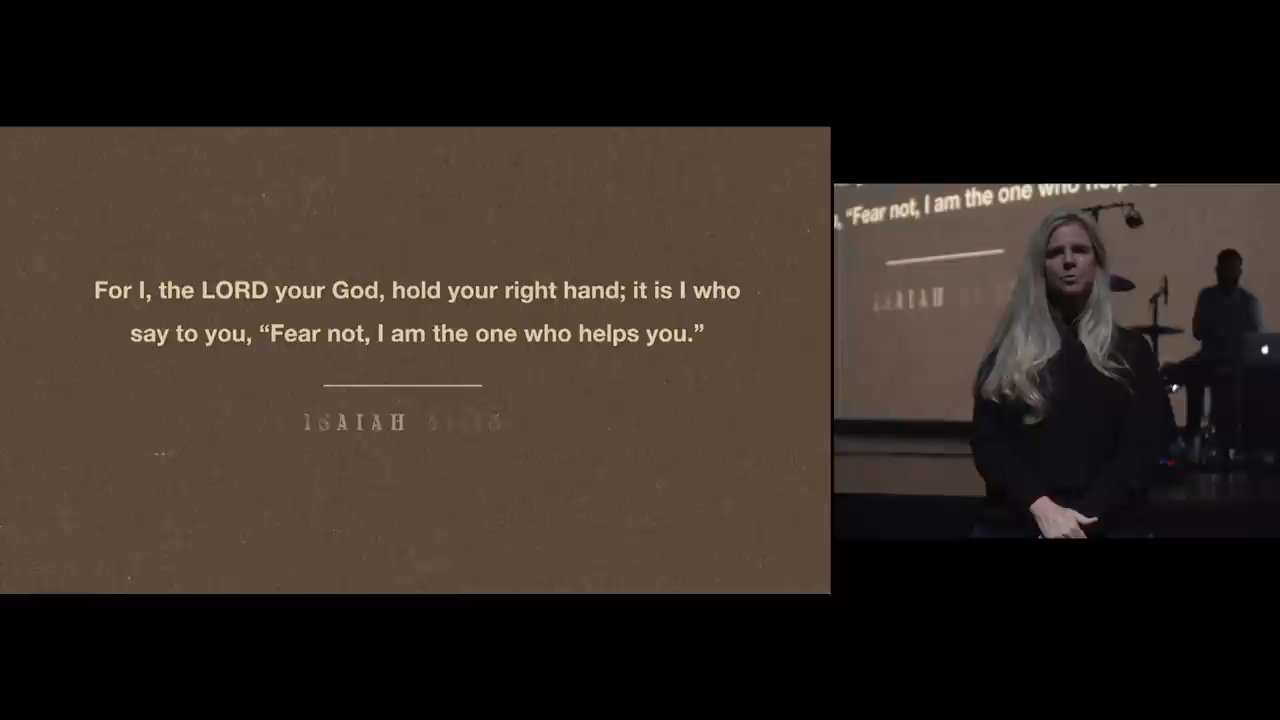 For I, the LORD your God, hold your right hand; it is I who
say to you, “Fear not, I am the one who helps you.”
ISAIAH
“Fear not, I am the one who
ISAIAH